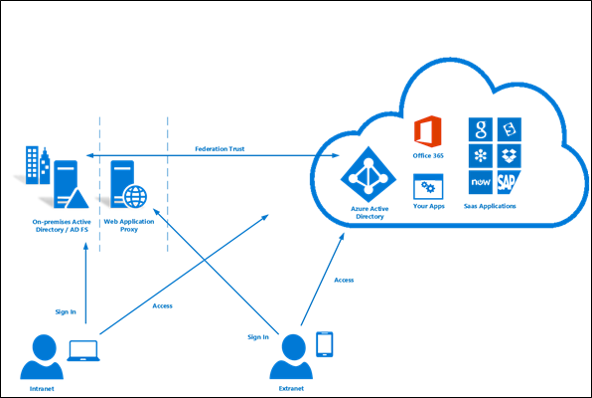 Federation Trust
Office 365
On-premises Active
Directory / AD FS
Web Application
Proxy
Azure Active
Directory
Your Apps
Saas Applications
g
now
SAP
Access
Sign In
Access
Sign In
Intranet
Extranet